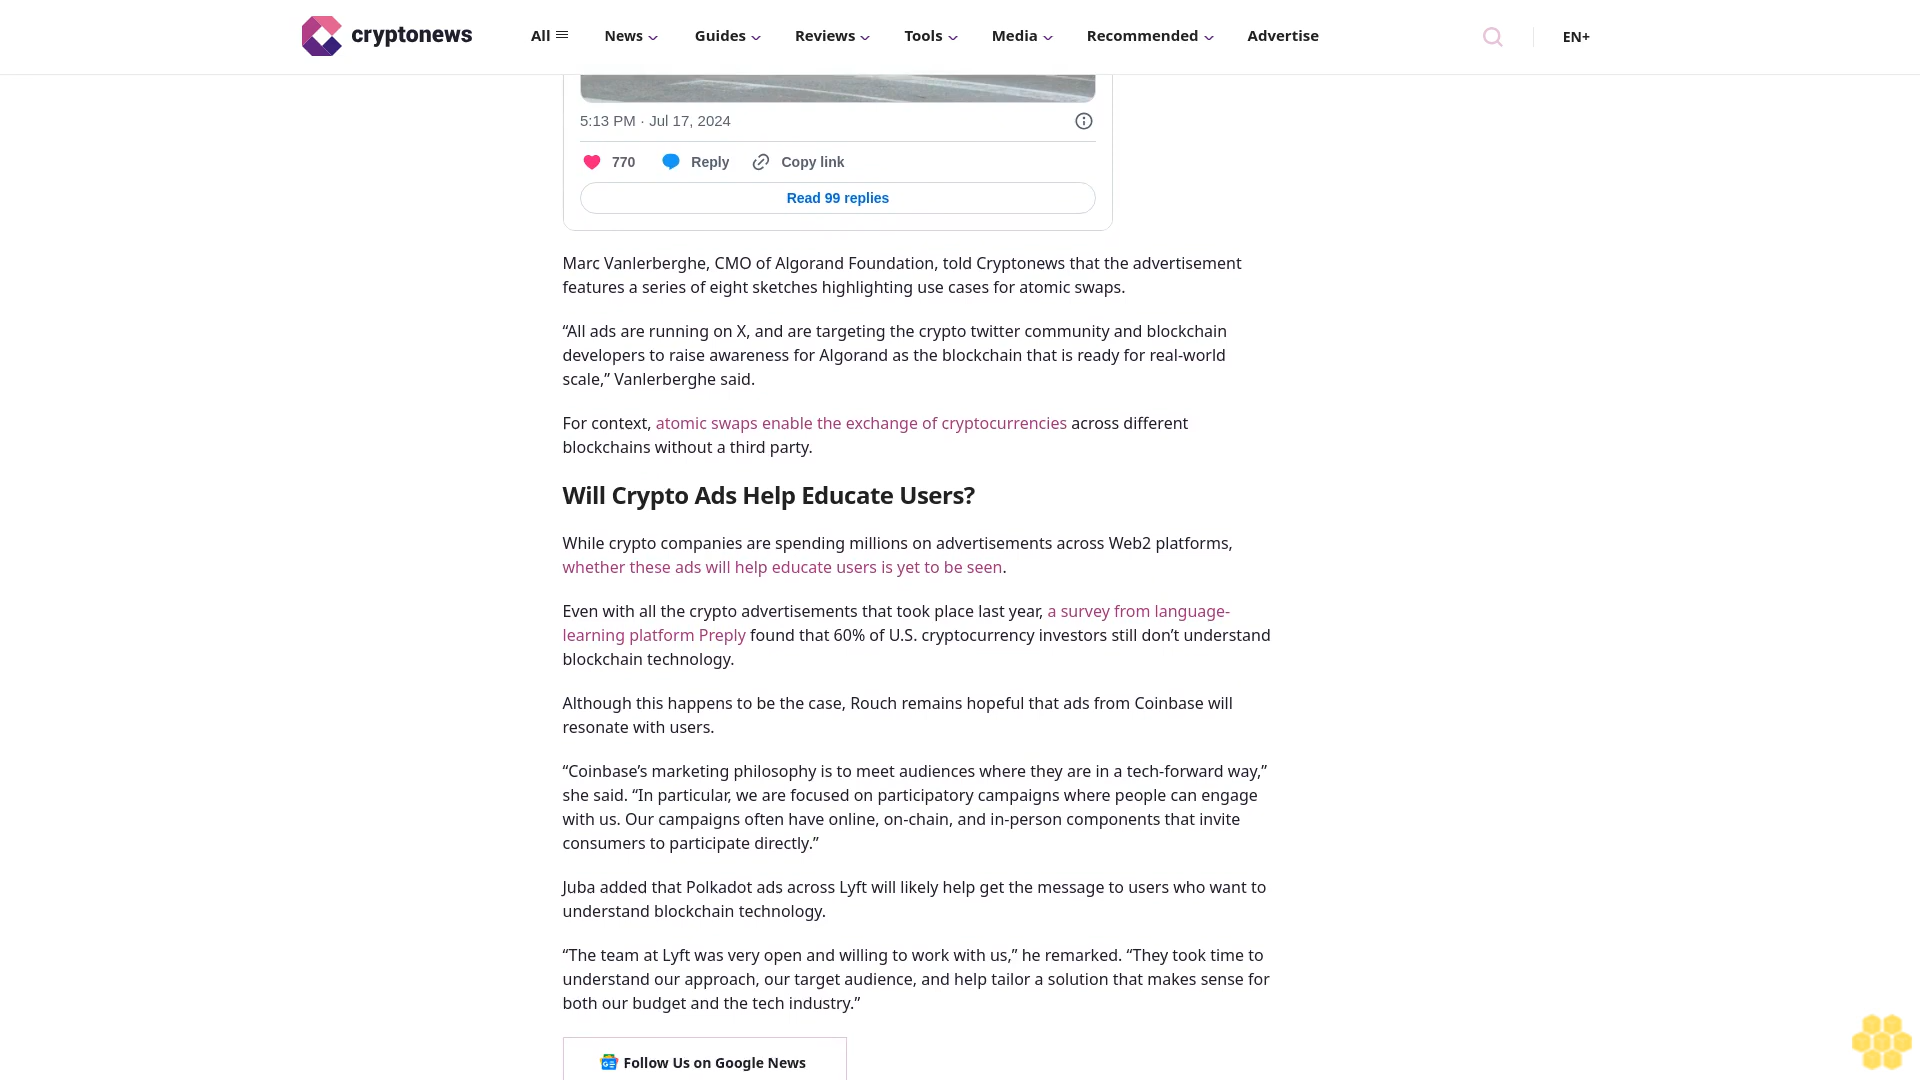 cryptonews
All
News
Guides
Reviews
Tools
Media
Recommended
Advertise
EN+
5:13 PM · Jul 17, 2024
770
Reply
Copy link
Read 99 replies
Marc Vanlerberghe, CMO of Algorand Foundation, told Cryptonews that the advertisement
features a series of eight sketches highlighting use cases for atomic swaps.
“All ads are running on X, and are targeting the crypto twitter community and blockchain
developers to raise awareness for Algorand as the blockchain that is ready for real-world
scale,” Vanlerberghe said.
For context, atomic swaps enable the exchange of cryptocurrencies across different
blockchains without a third party.
Will Crypto Ads Help Educate Users?
While crypto companies are spending millions on advertisements across Web2 platforms,
whether these ads will help educate users is yet to be seen.
Even with all the crypto advertisements that took place last year, a survey from language-
learning platform Preply found that 60% of U.S. cryptocurrency investors still don’t understand
blockchain technology.
Although this happens to be the case, Rouch remains hopeful that ads from Coinbase will
resonate with users.
“Coinbase’s marketing philosophy is to meet audiences where they are in a tech-forward way,”
she said. “In particular, we are focused on participatory campaigns where people can engage
with us. Our campaigns often have online, on-chain, and in-person components that invite
consumers to participate directly.”
Juba added that Polkadot ads across Lyft will likely help get the message to users who want to
understand blockchain technology.
“The team at Lyft was very open and willing to work with us,” he remarked. “They took time to
understand our approach, our target audience, and help tailor a solution that makes sense for
both our budget and the tech industry.”
Follow Us on Google News